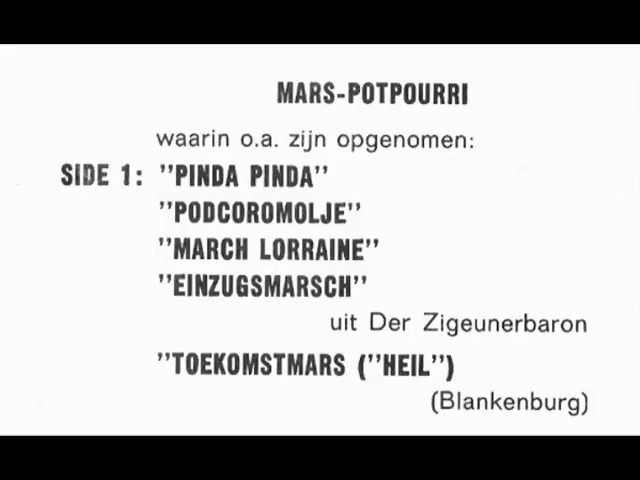 MARS-POTPOURRI
waarin o.a. zijn opgenomen:
SIDE 1: "PINDA PINDA"
"PODCOROMOLJE"
"MARCH LORRAINE"
"EINZUGSMARSCH"
uit Der Zigeunerbaron
"TOEKOMSTMARS ("HEIL")
(Blankenburg)